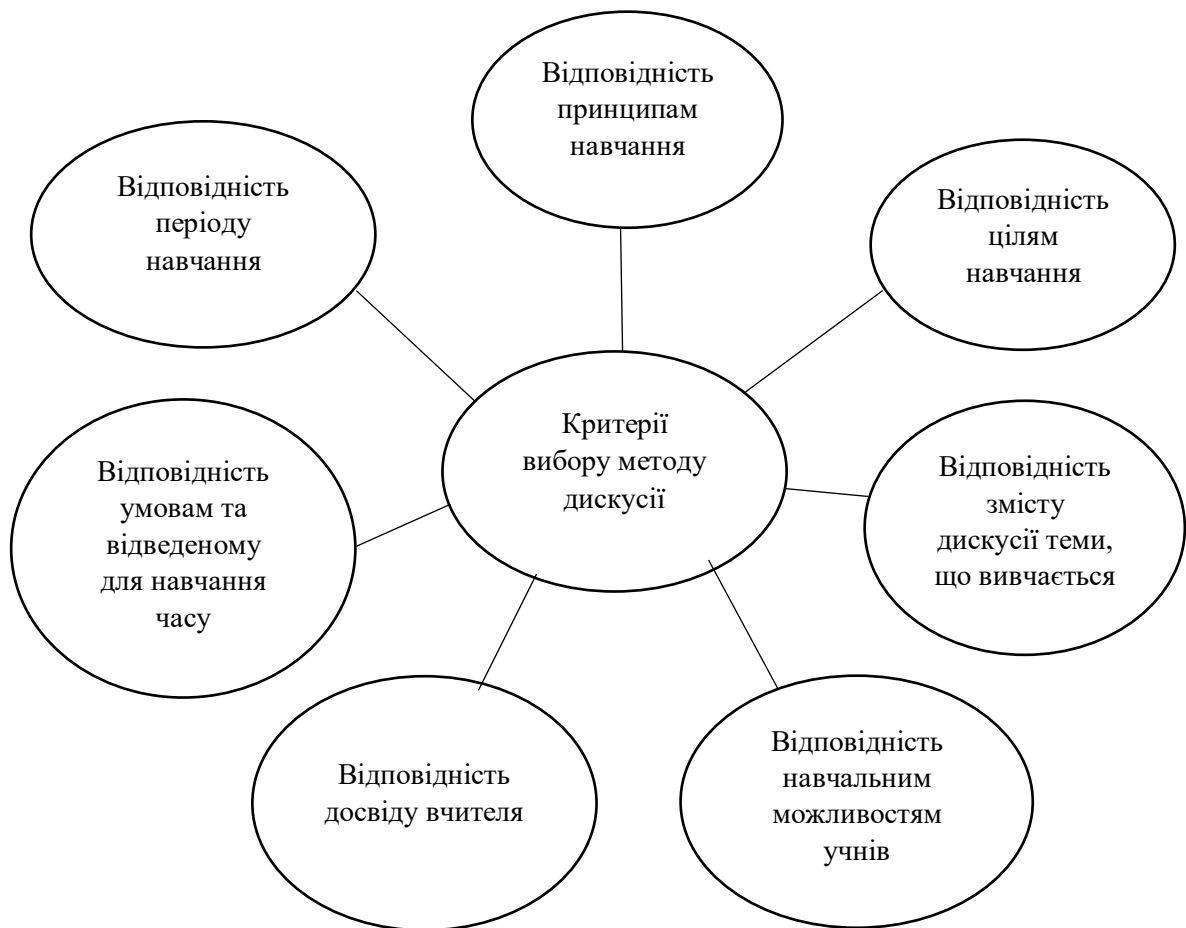 Відповідність
принципам
навчання
Відповідність
періоду
навчання
Відповідність
цілям
навчання
Критерії
вибору методу
дискусії
Відповідність
умовам та
відведеному
для навчання
часу
Відповідність
змісту
дискусії теми,
що вивчається
Відповідність
досвіду вчителя
Відповідність
навчальним
можливостям
учнів